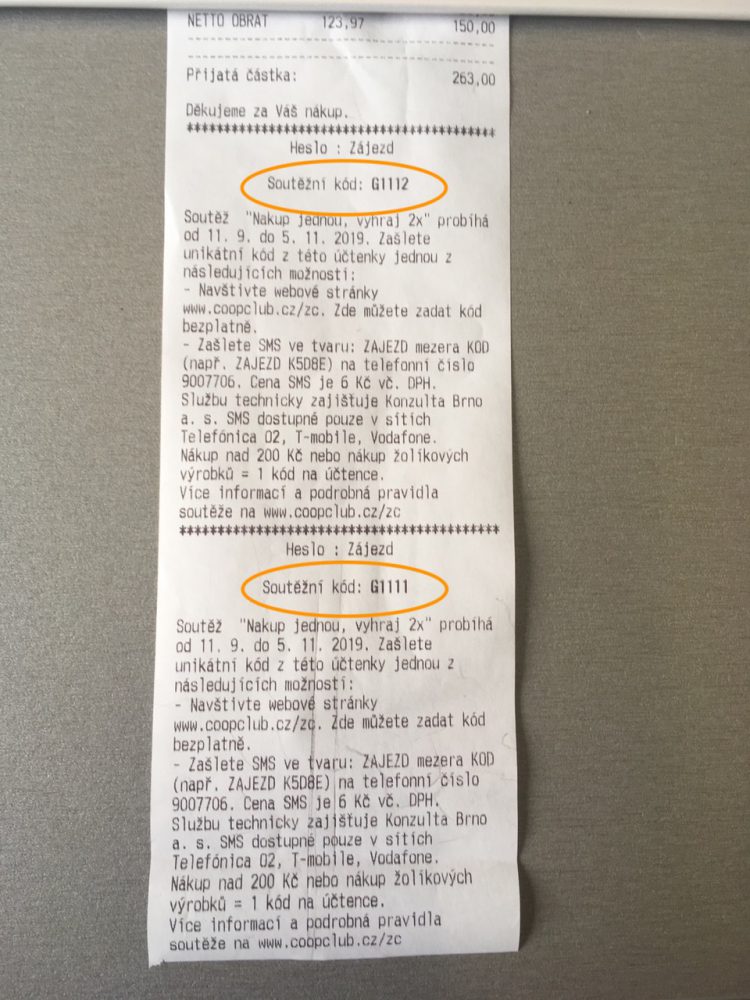 NETTO OBRAT 123,97 150,00
Přijatá částka: 263,00
Děkujeme za Váš nákup.
****************************************
Heslo : Zájezd
Soutěžní kód: G1112
Soutěž "Nakup jednou, vyhraj 2x" probíhá
od 11. 9. do 5. 11. 2019. Zašlete
unikátní kód z této účtenky jednou z
následujících možností:
- Navštivte webové stránky
www.coopclub.cz/zc. Zde můžete zadat kód
bezplatně.
- Zašlete SMS ve tvaru: ZAJEZD mezera KOD
(např. ZAJEZD K5D8E) na telefonní číslo
9007706. Cena SMS je 6 Kč vč. DPH.
Službu technicky zajišťuje Konzulta Brno
a. s. SMS dostupné pouze v sítích
Telefónica O2, T-mobile, Vodafone.
Nákup nad 200 Kč nebo nákup žolíkových
výrobků = 1 kód na účtence.
Více informací a podrobná pravidla
soutěže na www.coopclub.cz/zc
****************************************
Heslo : Zájezd
Soutěžní kód: G1111
Soutěž "Nakup jednou, vyhraj 2x" probíhá
od 11. 9. do 5. 11. 2019. Zašlete
unikátní kód z této účtenky jednou z
následujících možností:
- Navštivte webové stránky
www.coopclub.cz/zc. Zde můžete zadat kód
bezplatně.
- Zašlete SMS ve tvaru: ZAJEZD mezera KOD
(např. ZAJEZD K5D8E) na telefonní číslo
9007706. Cena SMS je 6 Kč vč. DPH.
Službu technicky zajišťuje Konzulta Brno
a. s. SMS dostupné pouze v sítích
Telefónica O2, T-mobile, Vodafone.
Nákup nad 200 Kč nebo nákup žolíkových
výrobků = 1 kód na účtence.
Více informací a podrobná pravidla
soutěže na www.coopclub.cz/zc